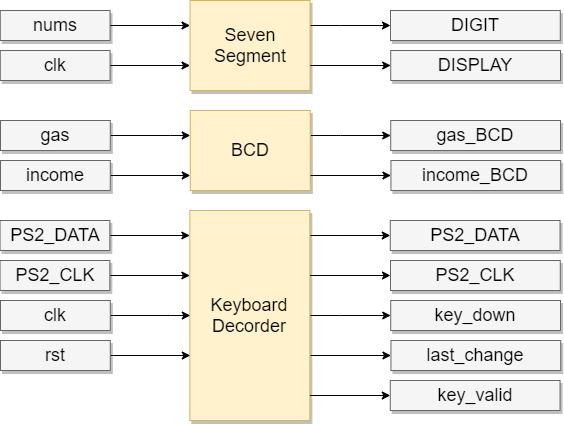 nums
Seven
Segment
DIGIT
clk
DISPLAY
gas
BCD
gas_BCD
income
income_BCD
PS2_DATA
PS2_DATA
PS2_CLK
PS2_CLK
Keyboard
Decorder
clk
key_down
rst
last_change
key_valid